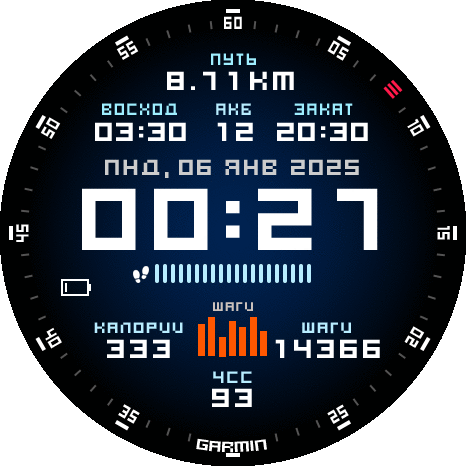 60
55
05
ПУТЬ
8.71KM
50
10
ВОСХОД АКБ ЗАКАТ
03:30 12 20:30
ПНД, 06 ЯНВ 2025
00:27
45
15
ШАГИ
КАЛОРИИ ШАГИ
333 14366
40
20
ЧСС
93
35
25
GARMIN